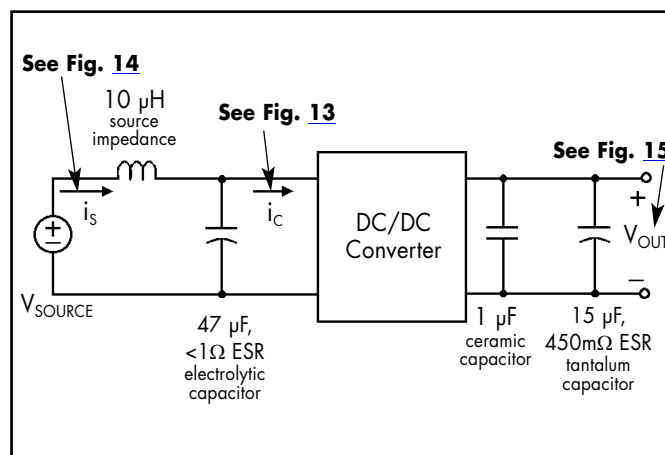 See Fig. 14
10 µH
source
impedance
See Fig. 13
See Fig. 15
iS
iC
DC/DC
Converter
+
VOUT
−
+
−
VSOURCE
47 µF,
<1Ω ESR
electrolytic
capacitor
1 µF
ceramic
capacitor
15 µF,
450mΩ ESR
tantalum
capacitor